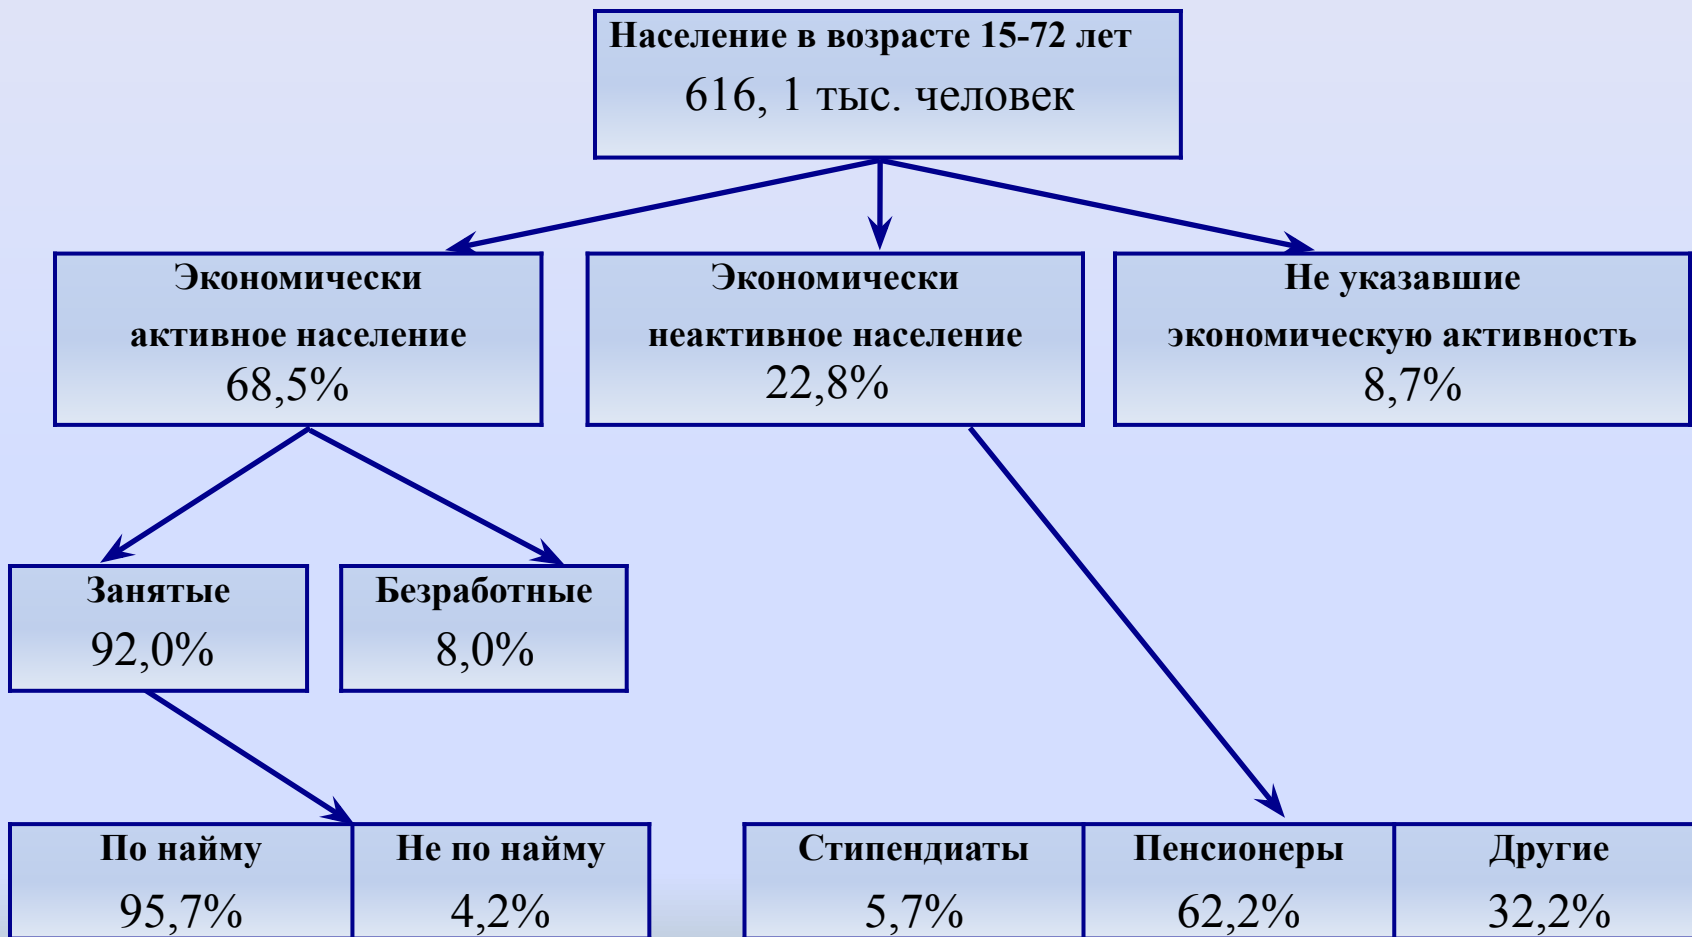 Население в возрасте 15-72 лет
616, 1 тыс. человек
Экономически
активное население
68,5%
Экономически
неактивное население
22,8%
Не указавшие
экономическую активность
8,7%
Занятые
92,0%
Безработные
8,0%
По найму
95,7%
Не по найму
4,2%
Стипендиаты
5,7%
Пенсионеры
62,2%
Другие
32,2%